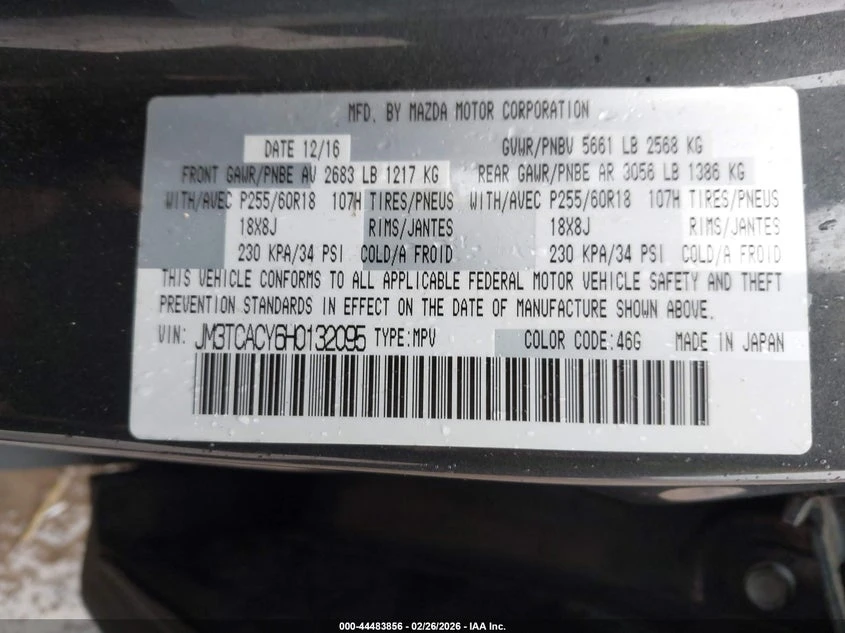 MFD. BY MAZDA MOTOR CORPORATION
DATE 12/16 GVWR/PNBV 5661 LB 2568 KG
FRONT GAWR/PNBE AV 2683 LB 1217 KG REAR GAWR/PNBE AR 3056 LB 1386 KG
WITH/AVEC P255/60R18 107H TIRES/PNEUS WITH/AVEC P255/60R18 107H TIRES/PNEUS
18X8J RIMS/JANTES 18X8J RIMS/JANTES
230 KPA/34 PSI COLD/A FROID 230 KPA/34 PSI COLD/A FROID
THIS VEHICLE CONFORMS TO ALL APPLICABLE FEDERAL MOTOR VEHICLE SAFETY AND THEFT
PREVENTION STANDARDS IN EFFECT ON THE DATE OF MANUFACTURE SHOWN ABOVE.
VIN: JM3TCACY6H0132095 TYPE:MPV COLOR CODE:46G MADE IN JAPAN
000-44483856 - 02/26/2026 - IAA Inc.